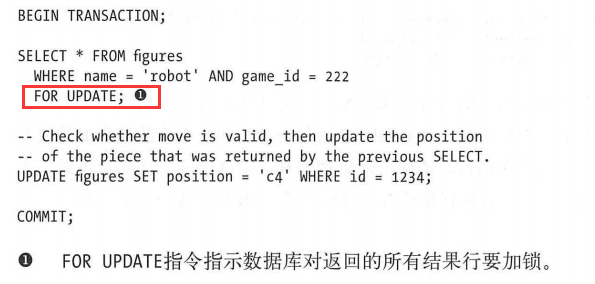 BEGIN TRANSACTION;
SELECT * FROM figures
WHERE name = 'robot' AND game_id = 222
FOR UPDATE; ❶
-- Check whether move is valid, then update the position
-- of the piece that was returned by the previous SELECT.
UPDATE figures SET position = 'c4' WHERE id = 1234;
COMMIT;
❶ FOR UPDATE指令指示数据库对返回的所有结果行要加锁。